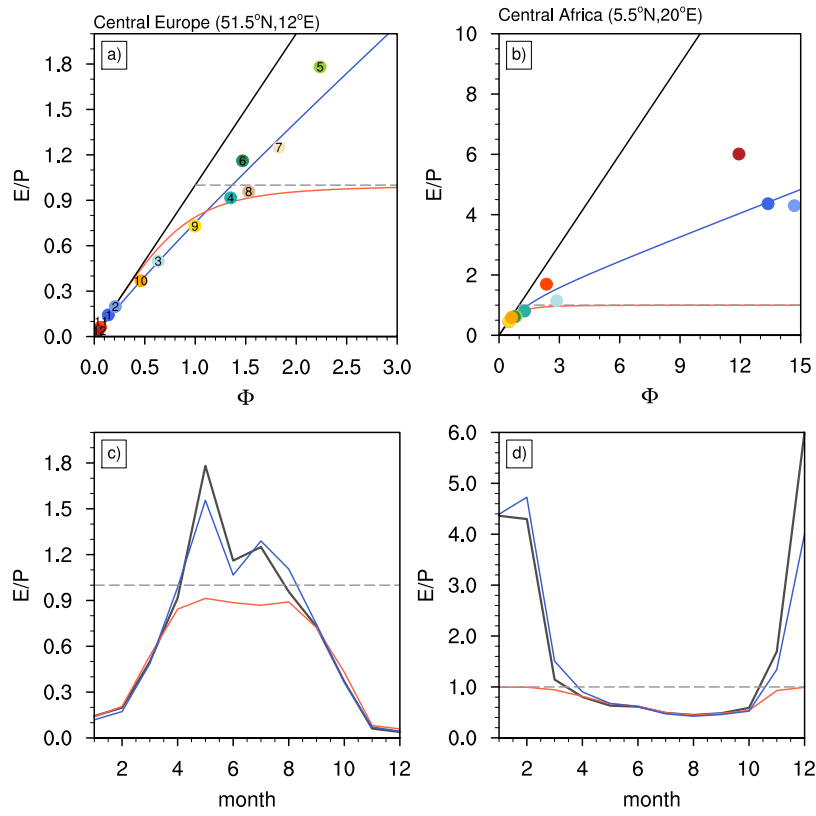 Central Europe (51.5°N,12°E)
a)
E/P
1.8
1.5
1.2
0.9
0.6
0.3
0.0
5
6
7
4
8
9
3
10
2
1
0.0 0.5 1.0 1.5 2.0 2.5 3.0
Φ
Central Africa (5.5°N,20°E)
b)
E/P
10
8
6
4
2
0
0 3 6 9 12 15
Φ
c)
E/P
1.8
1.5
1.2
0.9
0.6
0.3
0.0
2 4 6 8 10 12
month
d)
E/P
6.0
5.0
4.0
3.0
2.0
1.0
0.0
2 4 6 8 10 12
month